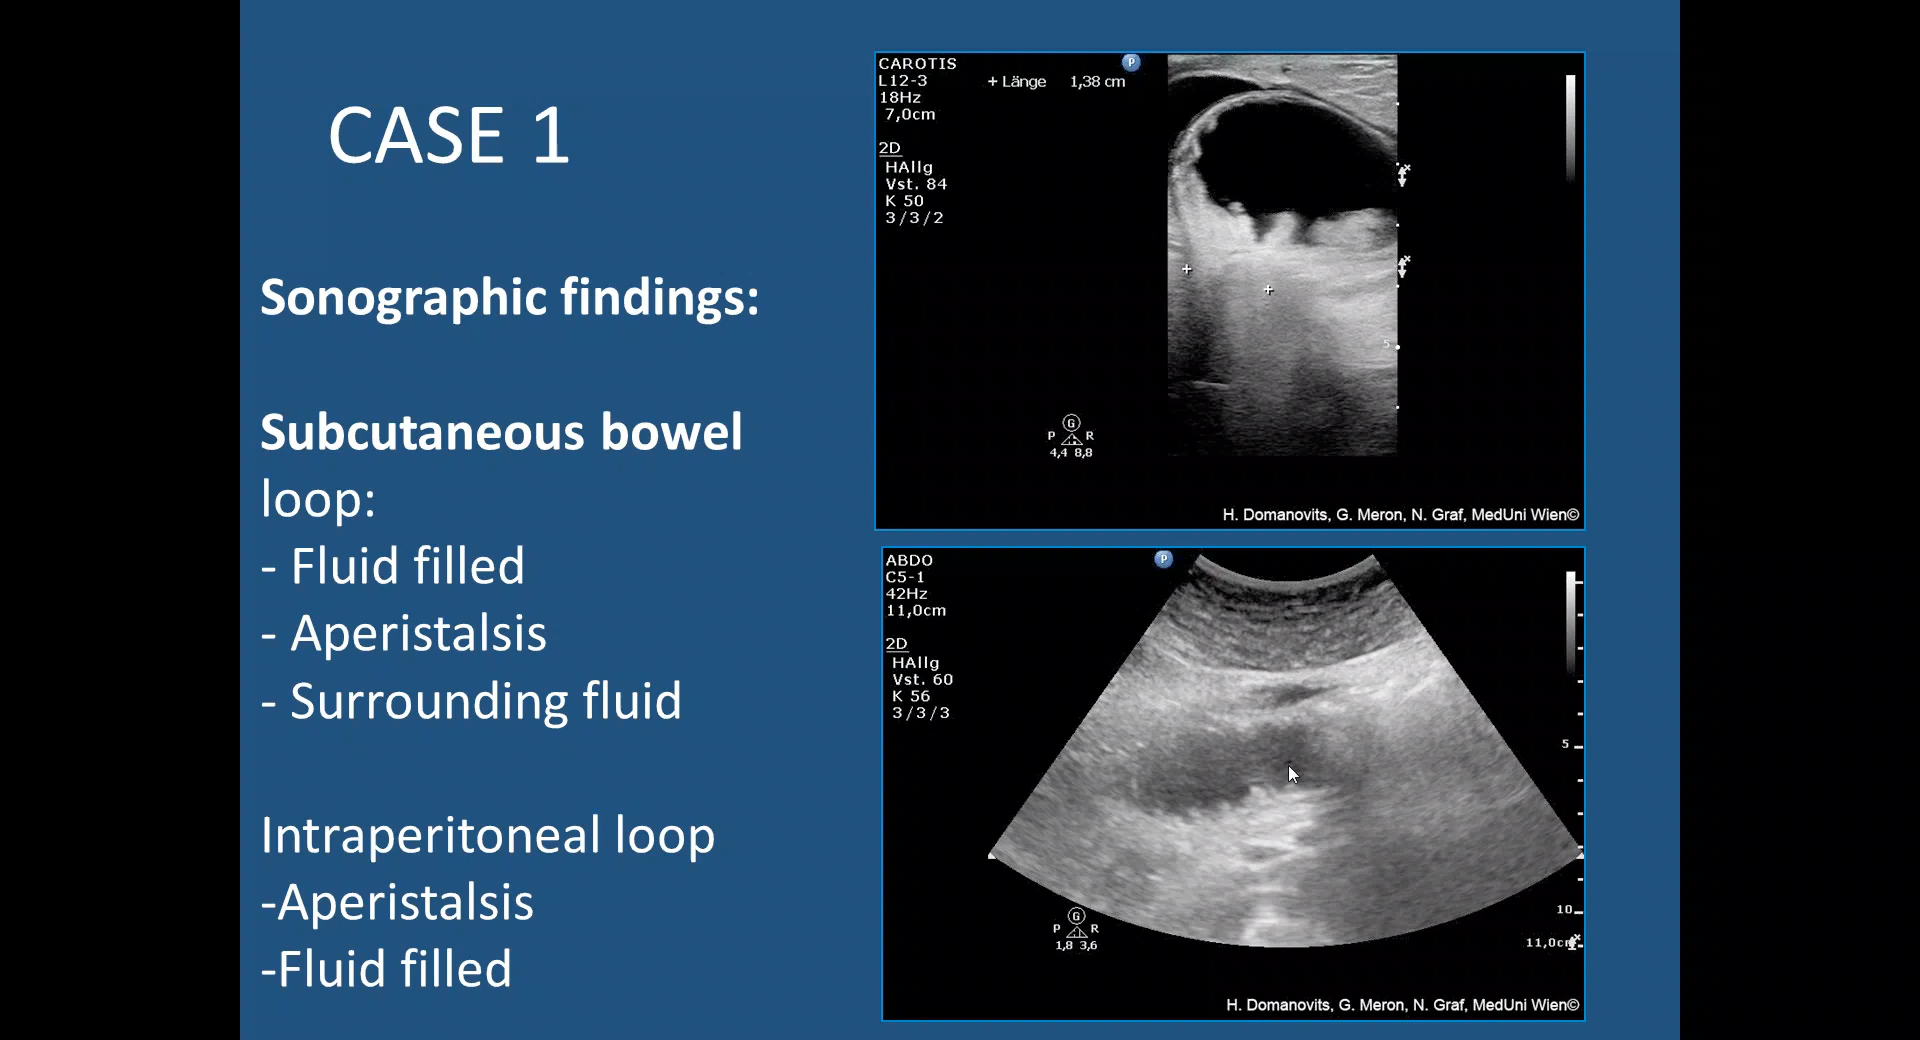 CASE 1
Sonographic findings:
Subcutaneous bowel
loop:
- Fluid filled
- Aperistalsis
- Surrounding fluid
Intraperitoneal loop
-Aperistalsis
-Fluid filled
CAROTIS
L12-3
18Hz
7,0cm
2D
HAllg
Vst. 84
K 50
3/3/2
+ Länge 1,38 cm
P
5
G
P R
4,4 8,8
H. Domanovits, G. Meron, N. Graf, MedUni Wien©
ABDO
C5-1
42Hz
11,0cm
2D
HAllg
Vst. 60
K 56
3/3/3
P
5
10
11,0c
G
P R
1,8 3,6
H. Domanovits, G. Meron, N. Graf, MedUni Wien©